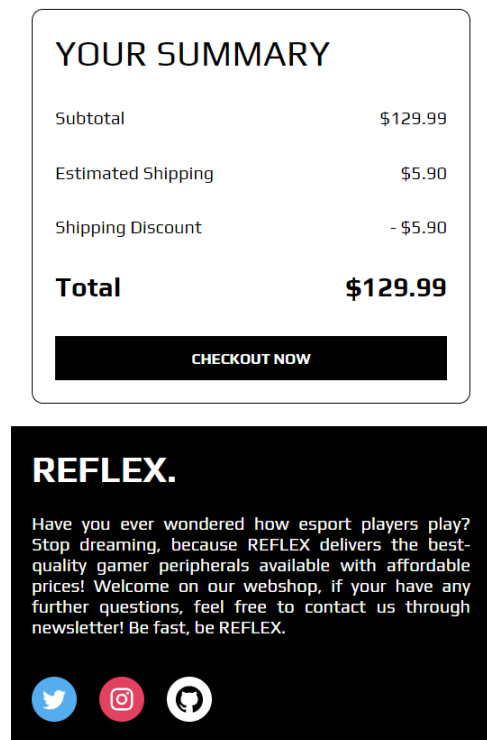 YOUR SUMMARY
Subtotal $129.99
Estimated Shipping $5.90
Shipping Discount - $5.90
Total $129.99
CHECKOUT NOW
REFLEX.
Have you ever wondered how esport players play?
Stop dreaming, because REFLEX delivers the best-
quality gamer peripherals available with affordable
prices! Welcome on our webshop, if your have any
further questions, feel free to contact us through
newsletter! Be fast, be REFLEX.